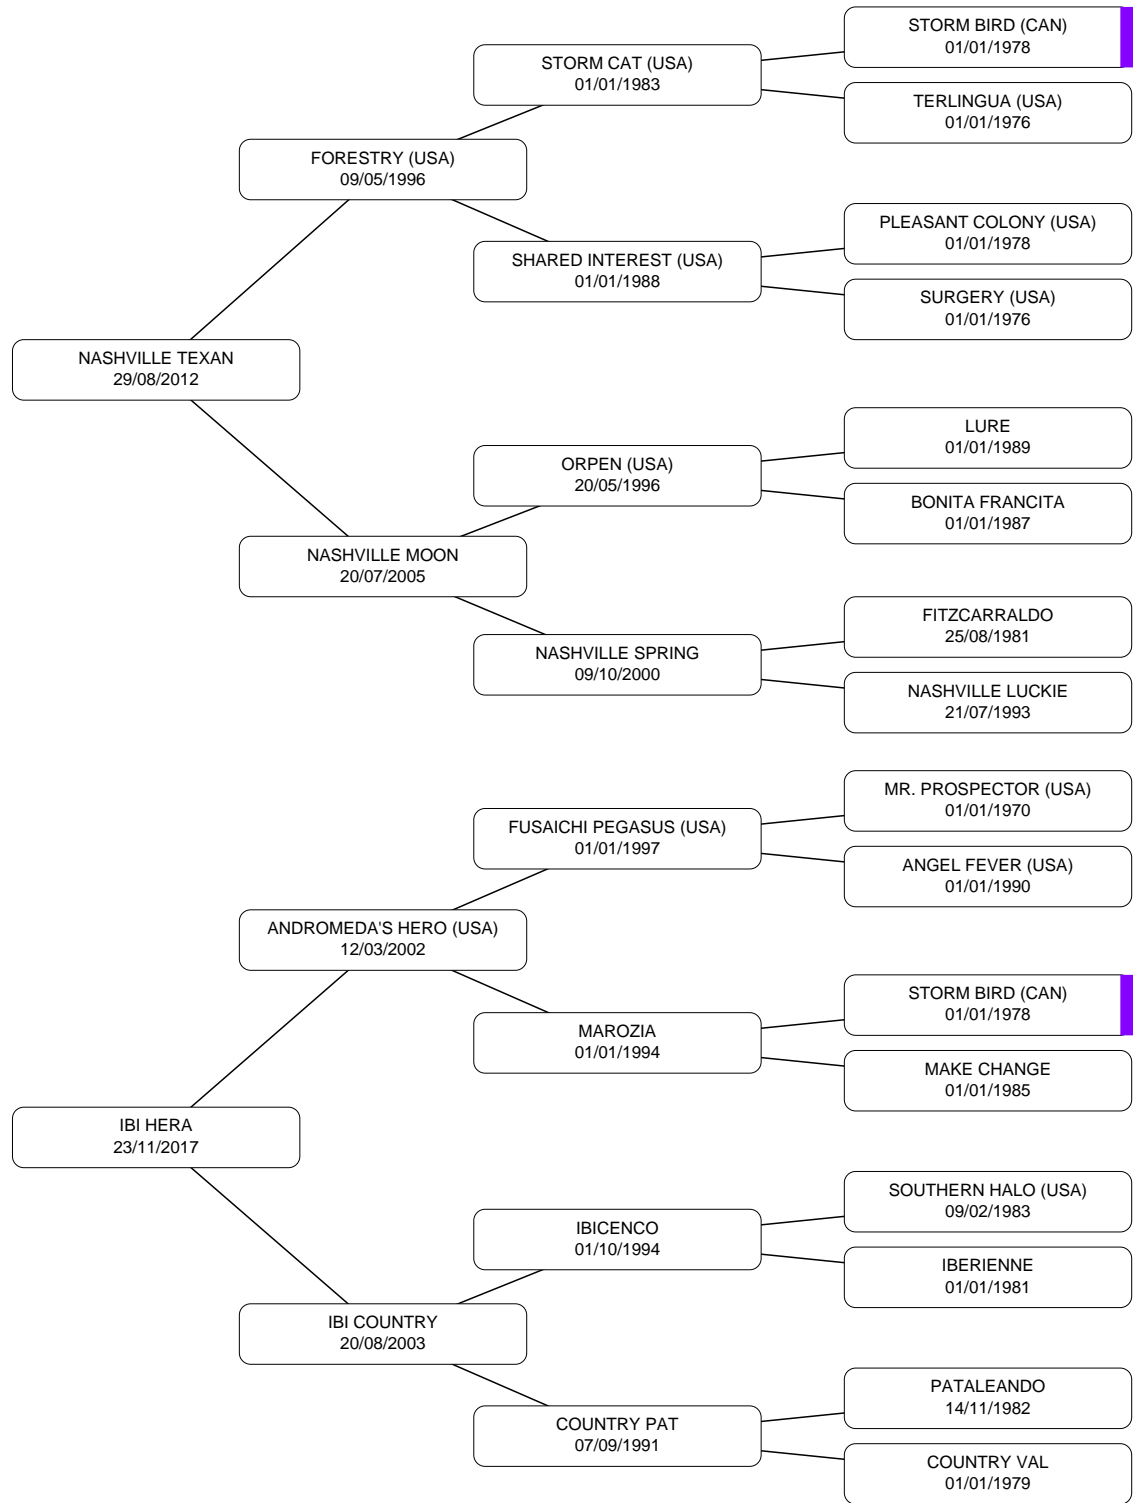 STORM BIRD (CAN)
01/01/1978
STORM CAT (USA)
01/01/1983
TERLINGUA (USA)
01/01/1976
FORESTRY (USA)
09/05/1996
PLEASANT COLONY (USA)
01/01/1978
SHARED INTEREST (USA)
01/01/1988
SURGERY (USA)
01/01/1976
NASHVILLE TEXAN
29/08/2012
LURE
01/01/1989
ORPEN (USA)
20/05/1996
BONITA FRANCITA
01/01/1987
NASHVILLE MOON
20/07/2005
FITZCARRALDO
25/08/1981
NASHVILLE SPRING
09/10/2000
NASHVILLE LUCKIE
21/07/1993
MR. PROSPECTOR (USA)
01/01/1970
FUSAICHI PEGASUS (USA)
01/01/1997
ANGEL FEVER (USA)
01/01/1990
ANDROMEDA'S HERO (USA)
12/03/2002
STORM BIRD (CAN)
01/01/1978
MAROZIA
01/01/1994
MAKE CHANGE
01/01/1985
IBI HERA
23/11/2017
SOUTHERN HALO (USA)
09/02/1983
IBICENCO
01/10/1994
IBERIENNE
01/01/1981
IBI COUNTRY
20/08/2003
PATALEANDO
14/11/1982
COUNTRY PAT
07/09/1991
COUNTRY VAL
01/01/1979